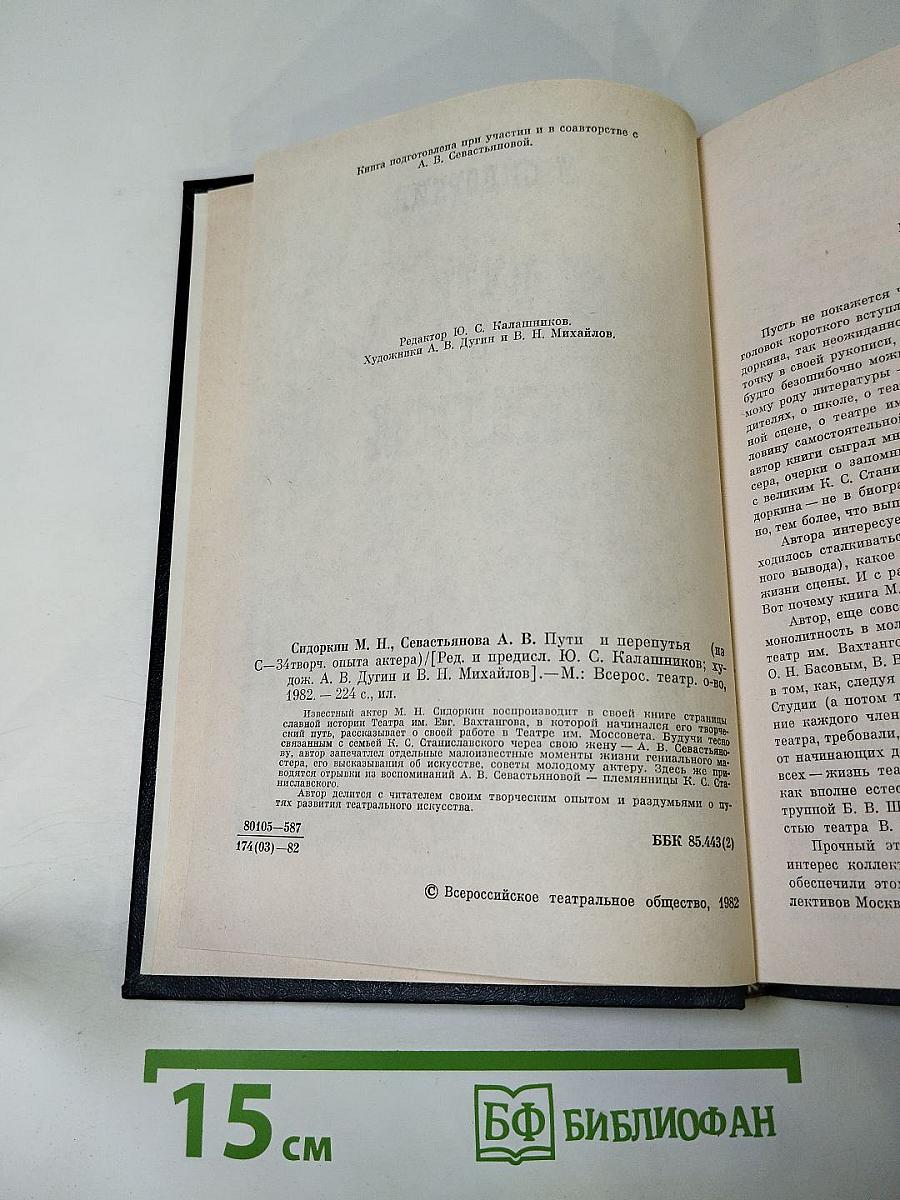 Книга подготовлена при участии и в соавторстве с
А. В. Севастьяновой.
Редактор Ю. С. Калашников.
Художники А. В. Дугин и В. Н. Михайлов.
Сидоркин М. Н., Севастьянова А. В. Пути и перепутья (из
С—34творч. опыта актера)/[Ред. и предисл. Ю. С. Калашников; ху-
дож. А. В. Дугин и В. Н. Михайлов].—М.: Всерос. театр. о-во,
1982. — 224 с., ил.
Известный актер М. Н. Сидоркин воспроизводит в своей книге страницы
славной истории Театра им. Евг. Вахтангова, в которой начинался его творче-
ский путь, рассказывает о своей работе в Театре им. Моссовета. Будучи тесно
связанным с семьей К. С. Станиславского через свою жену — А. В. Севастьяно-
ву, автор запечатлел отдельные малоизвестные моменты жизни гениального ма-
стера, его высказывания об искусстве, советы молодому актеру. Здесь же при-
водятся отрывки из воспоминаний А. В. Севастьяновой — племянницы К. С. Ста-
ниславского.
Автор делится с читателем своим творческим опытом и раздумьями о пу-
тях развития театрального искусства.
80105—587
174(03)—82
ББК 85.443(2)
© Всероссийское театральное общество, 1982
Пусть не покажется
головок короткого вступл
доркина, так неожиданно
точку в своей рукописи,
будто безошибочно можн
мому роду литературы —
дителях, о школе, о теа
ной сцене, о театре им
ловину самостоятельной
автор книги сыграл мн
сера, очерки о запомн
с великим К. С. Стани
доркина — не в биогра
но, тем более, что вып
Автора интересуе
ходилось сталкиватьс
ного вывода), какое
жизни сцены. И с ра
Вот почему книга М.
Автор, еще совс
монолитность в мол
театр им. Вахтанго
О. Н. Басовым, В. В
в том, как, следуя
Студии (а потом т
ние каждого член
театра, требовали,
от начинающих д
всех — жизнь теа
как вполне естес
труппой Б. В. Щ
стью театра В.
Прочный эт
интерес коллект
обеспечили этом
лективов Москв
15 см
БФ БИБЛИОФАН